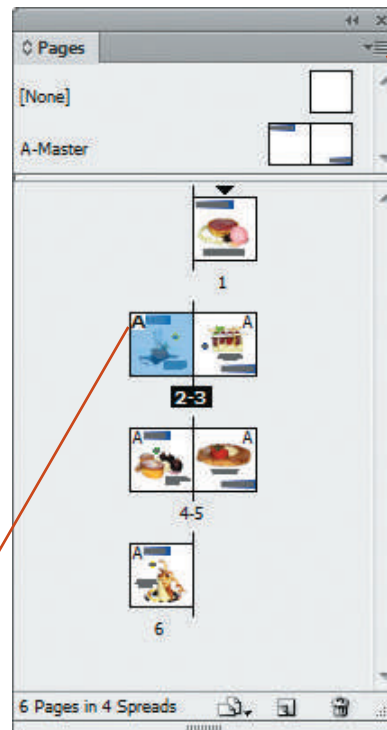 Pages
[None]
A-Master
1
A A
2-3
A A
4-5
A
6
6 Pages in 4 Spreads